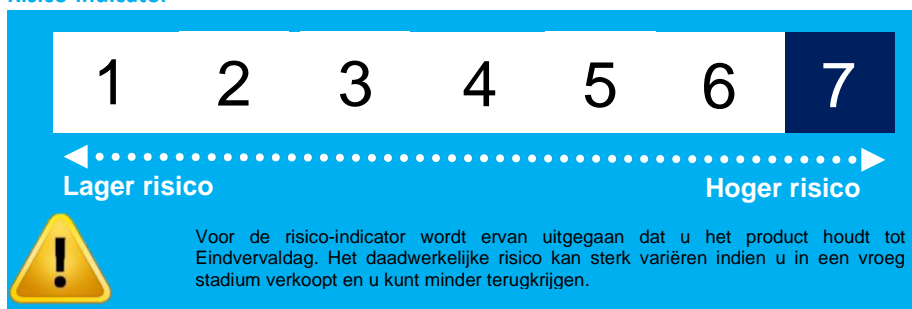 Risico-indicator
1 2 3 4 5 6 7
Lager risico Hoger risico
Voor de risico-indicator wordt ervan uitgegaan dat u het product houdt tot
Eindvervaldag. Het daadwerkelijke risico kan sterk variëren indien u in een vroeg
stadium verkoopt en u kunt minder terugkrijgen.